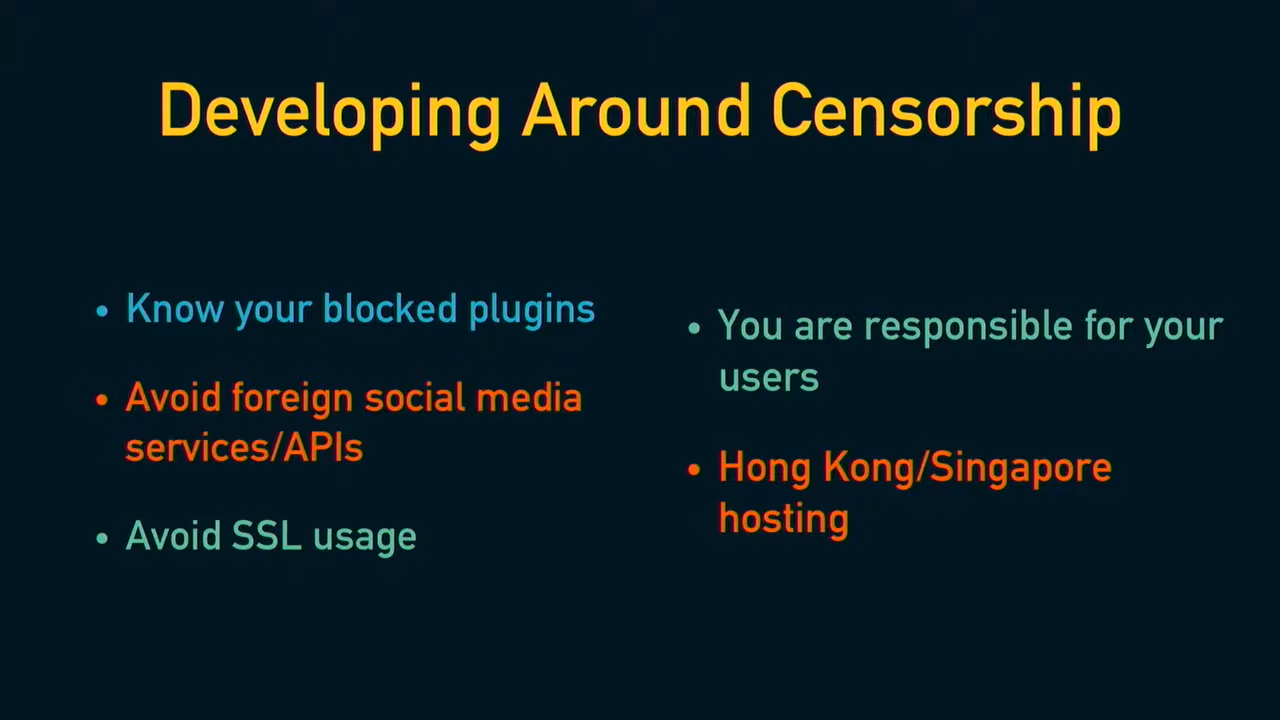 Developing Around Censorship
• Know your blocked plugins
• Avoid foreign social media
services/APIs
• Avoid SSL usage
• You are responsible for your
users
• Hong Kong/Singapore
hosting